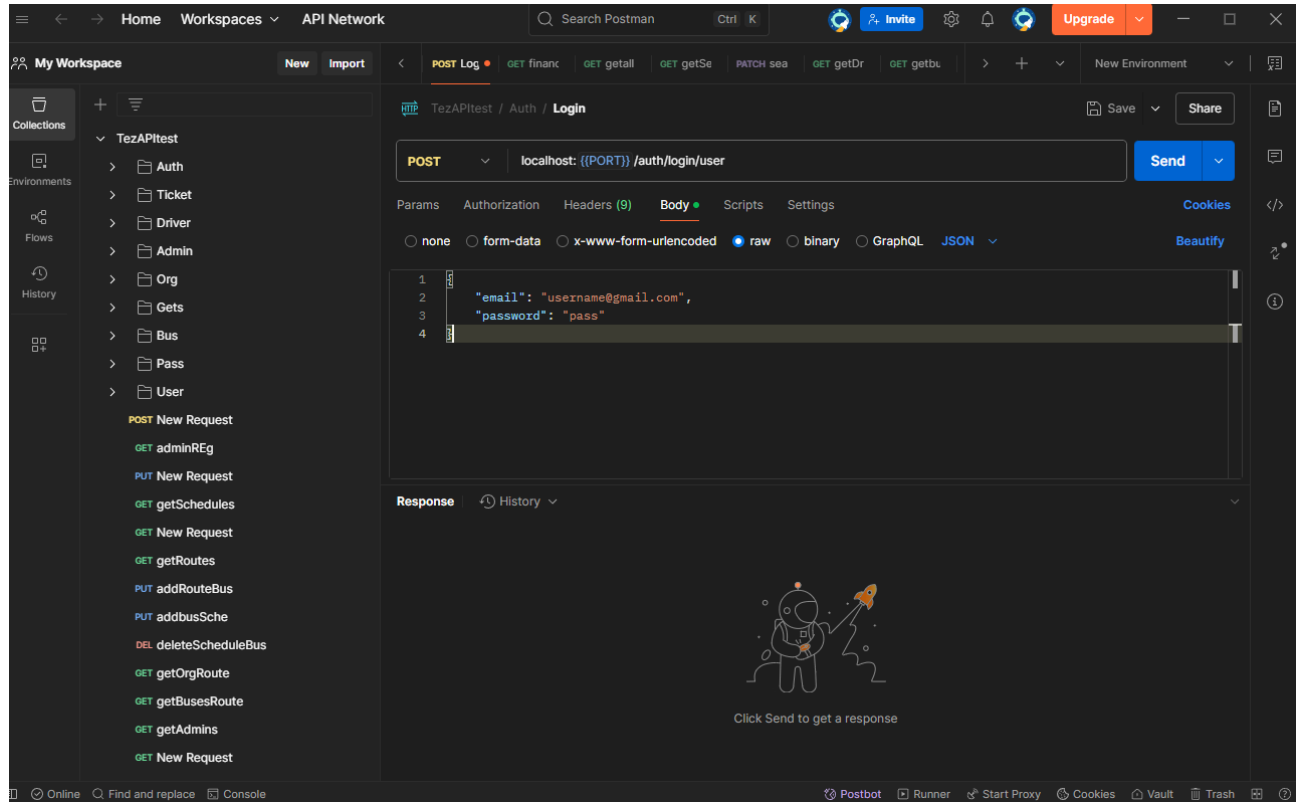 Home Workspaces API Network Search Postman Ctrl K Invite Upgrade
My Workspace New Import POST Log GET financ GET getall GET getSe PATCH sea GET getDr GET getbu New Environment
Collections
Environments
Flows
History
TezAPItest
Auth
Ticket
Driver
Admin
Org
Gets
Bus
Pass
User
POST New Request
GET adminREg
PUT New Request
GET getSchedules
GET New Request
GET getRoutes
PUT addRouteBus
PUT addbusSche
DEL deleteScheduleBus
GET getOrgRoute
GET getBusesRoute
GET getAdmins
GET New Request
HTTP TezAPItest / Auth / Login Save Share
POST localhost: {{PORT}} /auth/login/user Send
Params Authorization Headers (9) Body Scripts Settings Cookies
none form-data x-www-form-urlencoded raw binary GraphQL JSON Beautify
1 {
2 "email": "username@gmail.com",
3 "password": "pass"
4 }
Response History
Click Send to get a response
Online Find and replace Console Postbot Runner Start Proxy Cookies Vault Trash